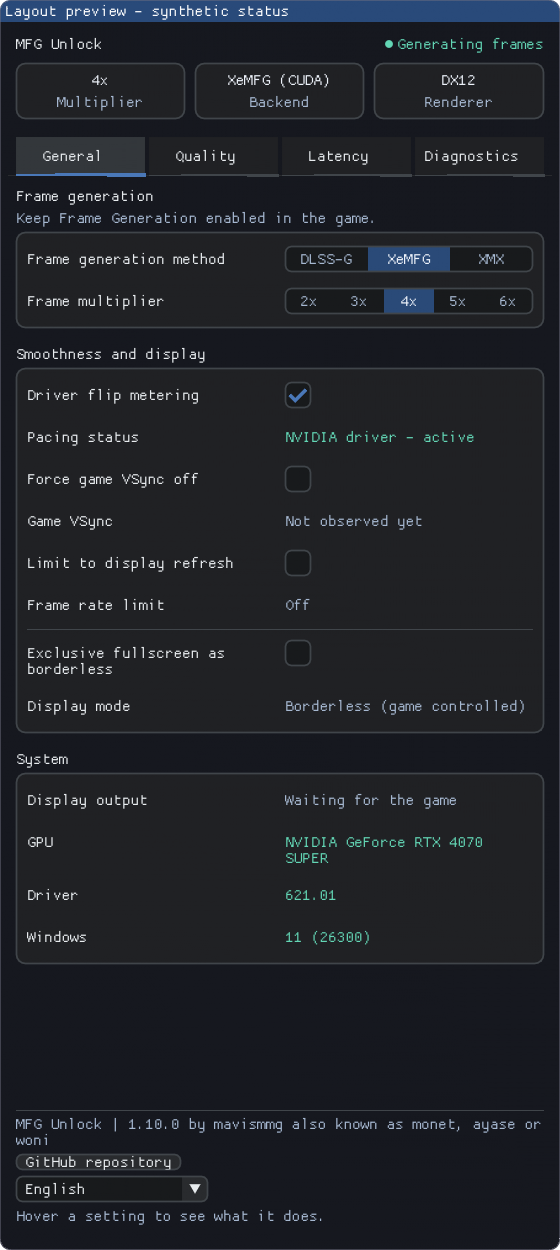 Layout preview - synthetic status
MFG Unlock
Generating frames
4x
Multiplier
XeMFG (CUDA)
Backend
DX12
Renderer
General
Quality
Latency
Diagnostics
Frame generation
Keep Frame Generation enabled in the game.
Frame generation method
DLSS-G
XeMFG
XMX
Frame multiplier
2x
3x
4x
5x
6x
Smoothness and display
Driver flip metering
Pacing status
NVIDIA driver - active
Force game VSync off
Game VSync
Not observed yet
Limit to display refresh
Frame rate limit
Off
Exclusive fullscreen as
borderless
Display mode
Borderless (game controlled)
System
Display output
Waiting for the game
GPU
NVIDIA GeForce RTX 4070
SUPER
Driver
621.01
Windows
11 (26300)
MFG Unlock | 1.10.0 by mavismmg also known as monet, ayase or
woni
GitHub repository
English
Hover a setting to see what it does.